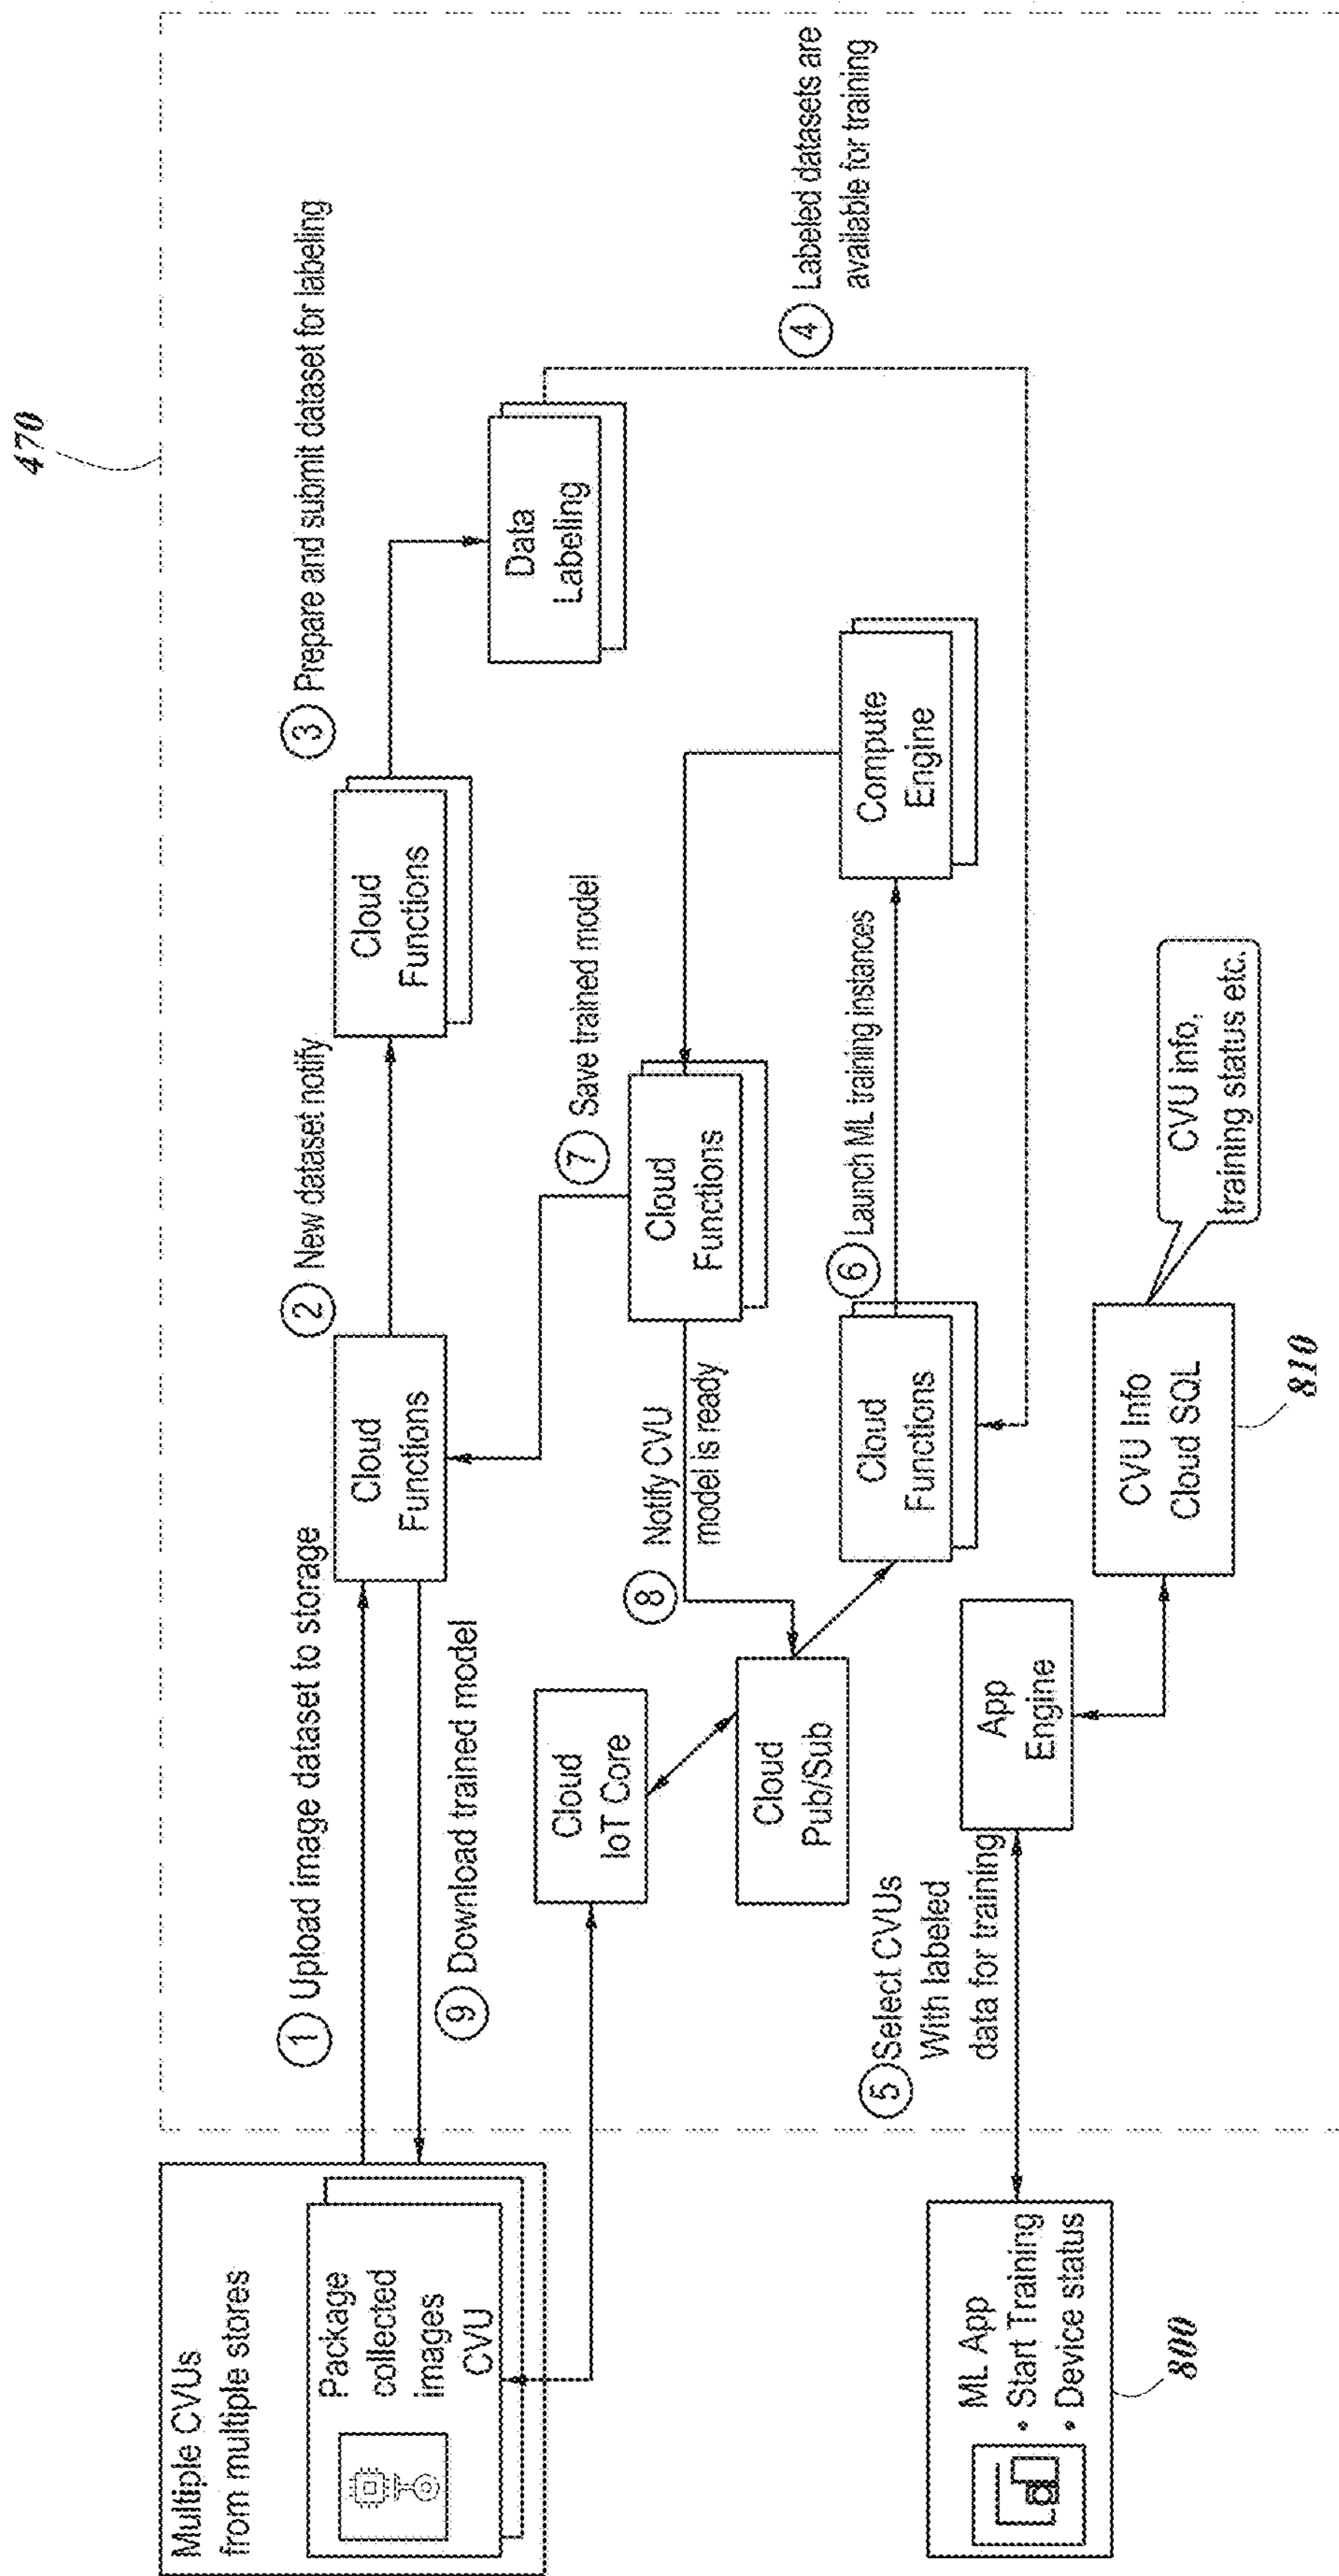 470
Multiple CVUs
from multiple stores
Package
collected
images
CVU
1 Upload image dataset to storage
9 Download trained model
Cloud
Functions
2 New dataset notify
Cloud
Functions
3 Prepare and submit dataset for labeling
Data
Labeling
4 Labeled datasets are
available for training
7 Save trained model
Cloud
Functions
8 Notify CVU
model is ready
Cloud
IoT Core
Cloud
Pub/Sub
Cloud
Functions
6 Launch ML training instances
Compute
Engine
5 Select CVUs
With labeled
data for training
ML App
• Start Training
• Device status
800
App
Engine
CVU Info
Cloud SQL
810
CVU info,
training status etc.